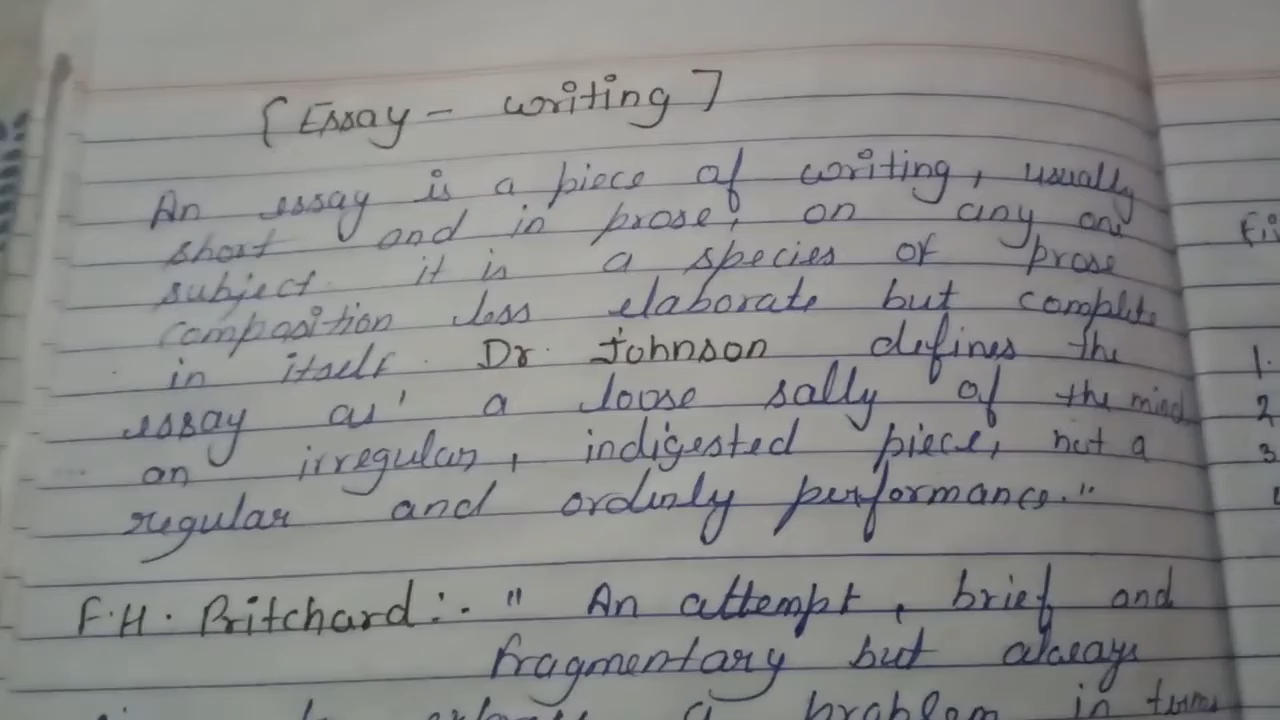 [Essay - writing]
An essay is a piece of writing, usually
short and in prose, on any one
subject. it is a species of prose
composition less elaborate but complete
in itself. Dr. Johnson defines the
essay as' a loose sally of the mind
an irregular, indigested piece, not a
regular and orderly performance."
F.H. Pritchard:- " An attempt, brief and
fragmentary but always
a problem in terms
1.
2
3